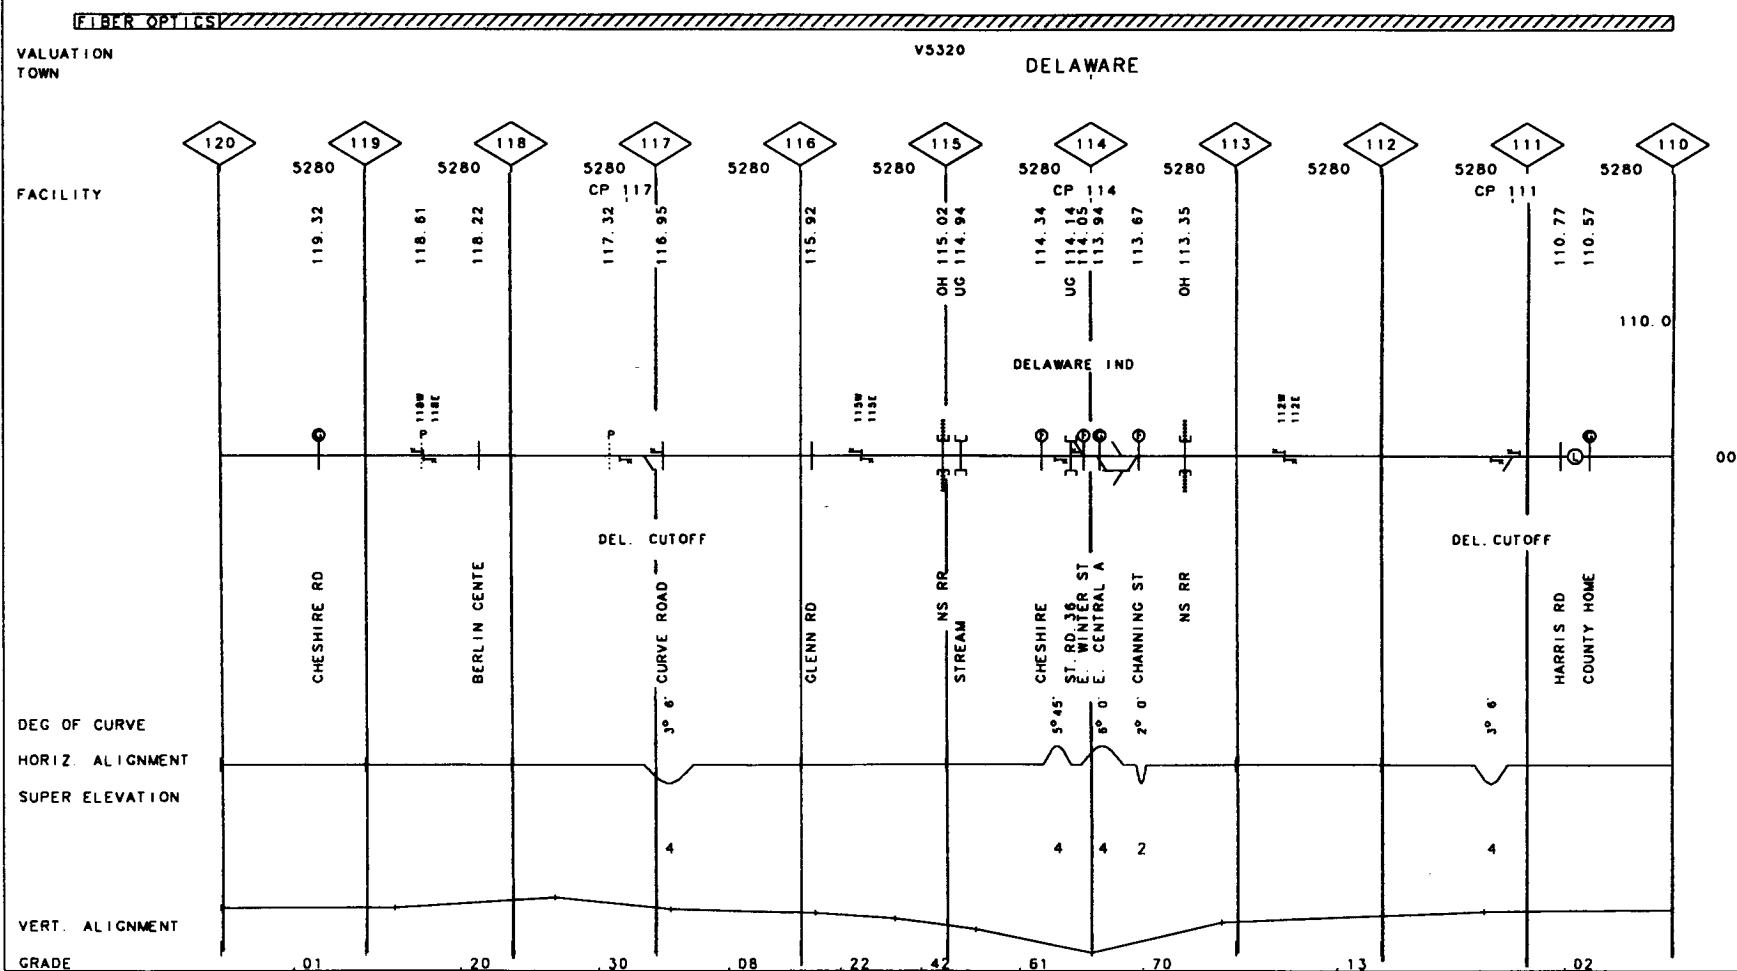 FIBER OPTICS
VALUATION V5320
TOWN DELAWARE
120 119 118 117 116 115 114 113 112 111 110
5280 5280 5280 5280 5280 5280 5280 5280 5280 5280
FACILITY CP 117 CP 114 CP 111
119.32 118.61 118.22 117.32 116.95 115.92 OH 115.02 UG 114.94 114.34 UG 114.14 114.05 113.94 113.67 OH 113.35 110.77 110.57
110.0
DELAWARE IND
118W 115W 112W
118E 115E 112E
P P
L
00
DEL. CUTOFF DEL. CUTOFF
CHESHIRE RD BERLIN CENTE CURVE ROAD GLENN RD NS RR STREAM CHESHIRE ST. RD. 36 E. WINTER ST E. CENTRAL A CHANNING ST NS RR HARRIS RD COUNTY HOME
DEG OF CURVE 3° 6' 5°45' 6° 0' 2° 0' 3° 6'
HORIZ. ALIGNMENT
SUPER ELEVATION
4 4 4 2 4
VERT. ALIGNMENT
GRADE .01 .20 .30 .08 .22 .42 .61 .70 .13 .02